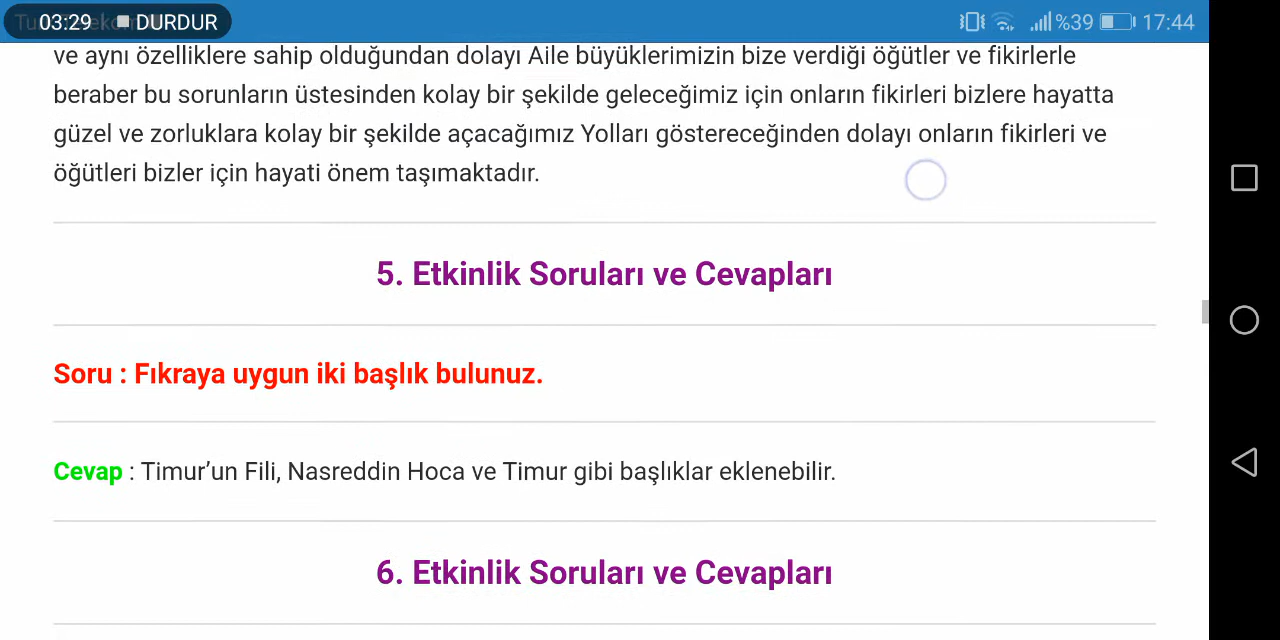 03:29 DURDUR %39 17:44
ve aynı özelliklere sahip olduğundan dolayı Aile büyüklerimizin bize verdiği öğütler ve fikirlerle
beraber bu sorunların üstesinden kolay bir şekilde geleceğimiz için onların fikirleri bizlere hayatta
güzel ve zorluklara kolay bir şekilde açacağımız Yolları göstereceğinden dolayı onların fikirleri ve
öğütleri bizler için hayati önem taşımaktadır.
5. Etkinlik Soruları ve Cevapları
Soru : Fıkraya uygun iki başlık bulunuz.
Cevap : Timur’un Fili, Nasreddin Hoca ve Timur gibi başlıklar eklenebilir.
6. Etkinlik Soruları ve Cevapları